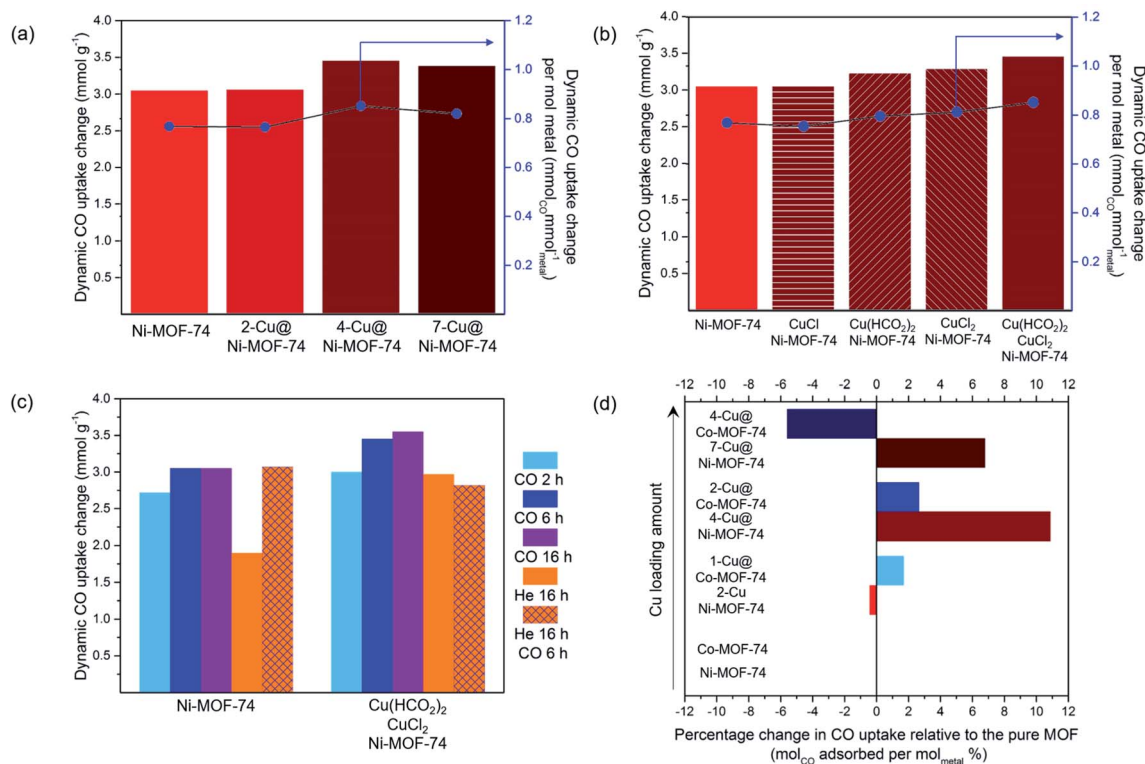 (a)
Dynamic CO uptake change (mmol g⁻¹)
4.0
3.5
3.0
2.5
2.0
1.5
1.0
0.5
1.2
1.0
0.8
0.6
0.4
0.2
Dynamic CO uptake change
per mol metal (mmol_CO mmol⁻¹_metal)
Ni-MOF-74
2-Cu@
Ni-MOF-74
4-Cu@
Ni-MOF-74
7-Cu@
Ni-MOF-74
(b)
Dynamic CO uptake change (mmol g⁻¹)
4.0
3.5
3.0
2.5
3.5
1.5
1.0
0.5
1.2
1.0
0.8
0.6
0.4
0.2
Dynamic CO uptake change
per mol metal (mmol_CO mmol⁻¹_metal)
Ni-MOF-74
CuCl
Ni-MOF-74
Cu(HCO₂)₂
Ni-MOF-74
CuCl₂
Ni-MOF-74
Cu(HCO₂)₂
CuCl₂
Ni-MOF-74
(c)
Dynamic CO uptake change (mmol g⁻¹)
4.0
3.5
3.0
2.5
2.0
1.5
1.0
0.5
Ni-MOF-74
Cu(HCO₂)₂
CuCl₂
Ni-MOF-74
CO 2 h
CO 6 h
CO 16 h
He 16 h
He 16 h
CO 6 h
(d)
-12 -10 -8 -6 -4 -2 0 2 4 6 8 10 12
Cu loading amount
4-Cu@
Co-MOF-74
7-Cu@
Ni-MOF-74
2-Cu@
Co-MOF-74
4-Cu@
Ni-MOF-74
1-Cu@
Co-MOF-74
2-Cu
Ni-MOF-74
Co-MOF-74
Ni-MOF-74
-12 -10 -8 -6 -4 -2 0 2 4 6 8 10 12
Percentage change in CO uptake relative to the pure MOF
(mol_CO adsorbed per mol_metal %)